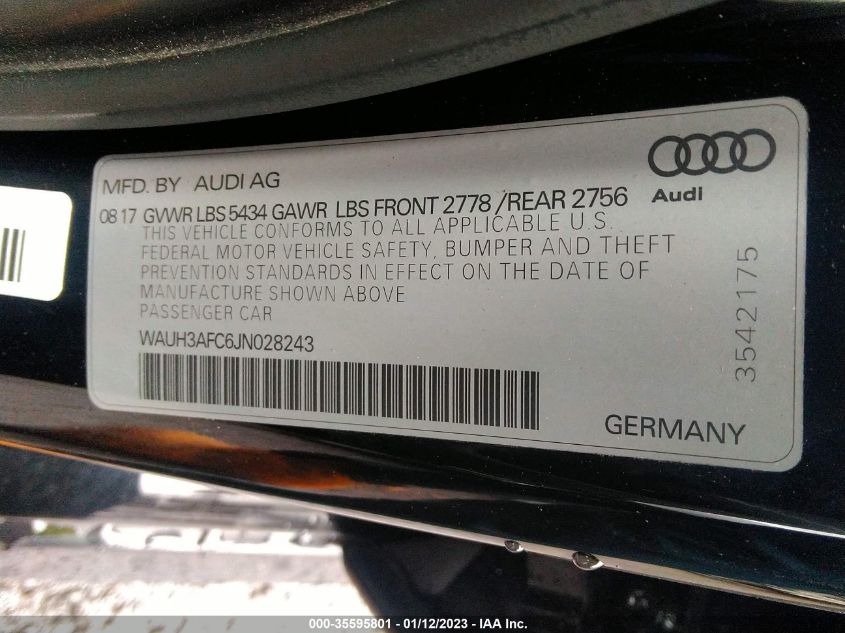 MFD. BY AUDI AG
Audi
08 17 GVWR LBS 5434 GAWR LBS FRONT 2778 /REAR 2756
THIS VEHICLE CONFORMS TO ALL APPLICABLE U.S.
FEDERAL MOTOR VEHICLE SAFETY, BUMPER AND THEFT
PREVENTION STANDARDS IN EFFECT ON THE DATE OF
MANUFACTURE SHOWN ABOVE
PASSENGER CAR
WAUH3AFC6JN028243
3542175
GERMANY
000-35595801 - 01/12/2023 - IAA Inc.